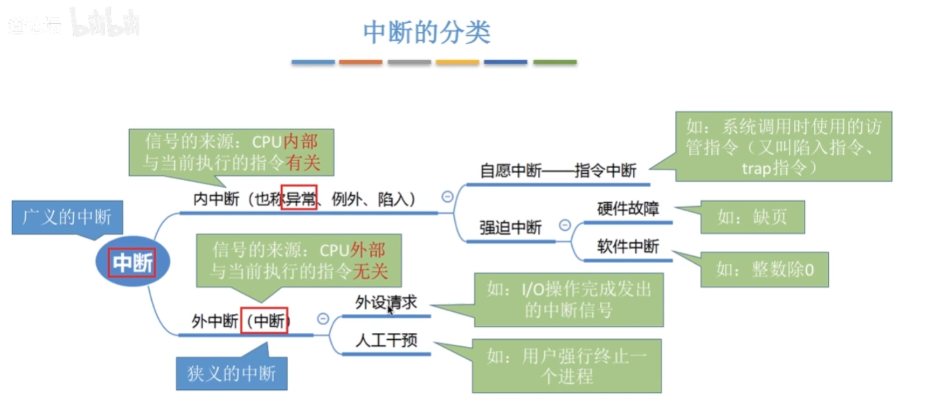 bilibili
中断的分类
信号的来源：CPU内部
与当前执行的指令有关
如：系统调用时使用的访
管指令（又叫陷入指令、
trap指令）
自愿中断——指令中断
内中断（也称异常、例外、陷入）
广义的中断
硬件故障
如：缺页
强迫中断
软件中断
信号的来源：CPU外部
与当前执行的指令无关
中断
如：整数除0
如：I/O操作完成发出
的中断信号
外设请求
外中断（中断）
人工干预
如：用户强行终止一
个进程
狭义的中断